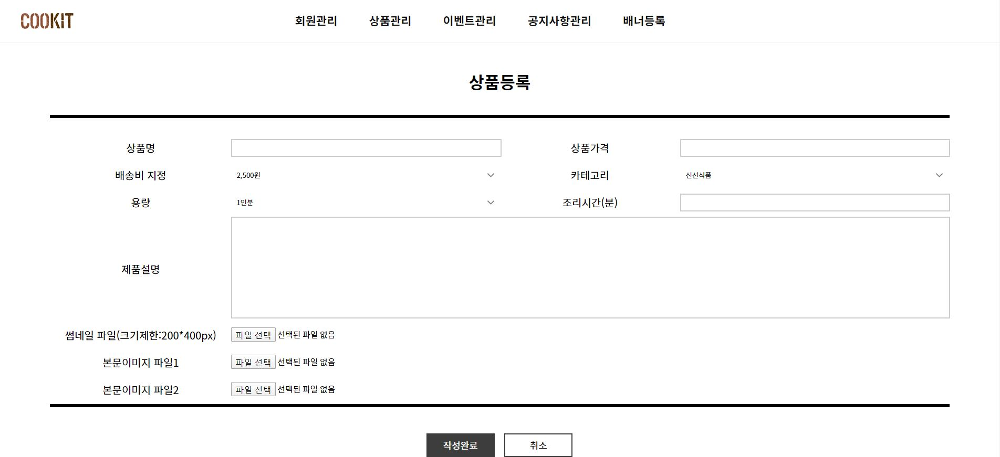 COOKIT
회원관리 상품관리 이벤트관리 공지사항관리 배너등록
상품등록
상품명 상품가격
배송비 지정 2,500원 카테고리 신선식품
용량 1인분 조리시간(분)
제품설명
썸네일 파일(크기제한:200*400px) 파일 선택 선택된 파일 없음
본문이미지 파일1 파일 선택 선택된 파일 없음
본문이미지 파일2 파일 선택 선택된 파일 없음
작성완료 취소